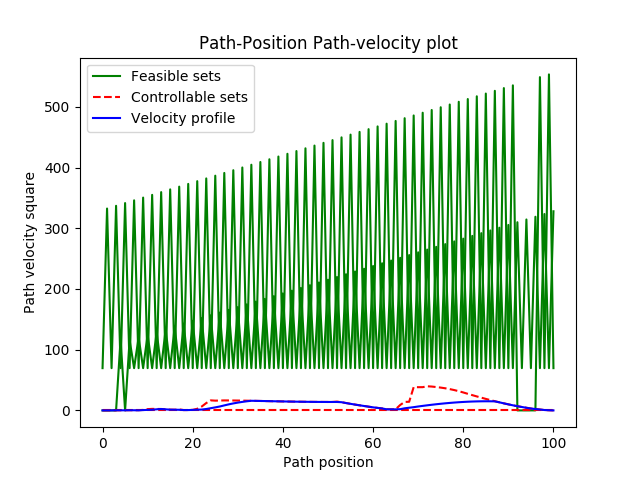 Path-Position Path-velocity plot
Feasible sets
Controllable sets
Velocity profile
Path velocity square
500
400
300
200
100
0
0 20 40 60 80 100
Path position